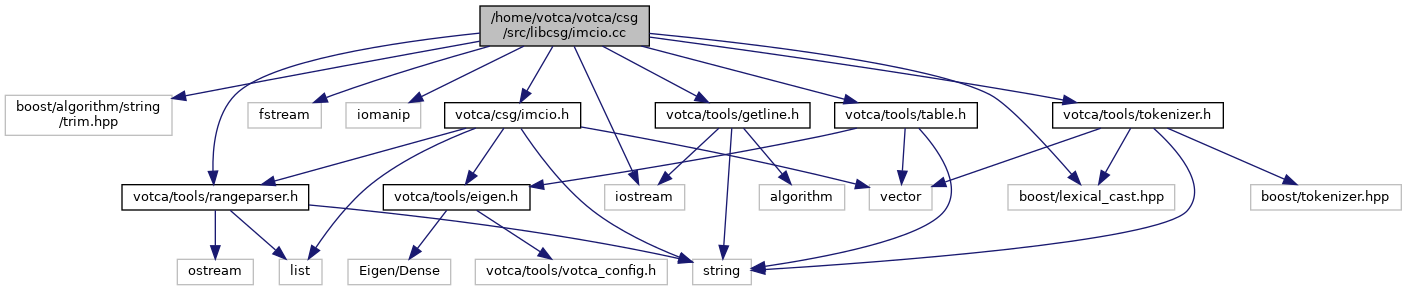 /home/votca/votca/csg
/src/libcsg/imcio.cc
boost/algorithm/string
/trim.hpp
fstream
iomanip
votca/csg/imcio.h
votca/tools/getline.h
votca/tools/table.h
votca/tools/tokenizer.h
votca/tools/rangeparser.h
votca/tools/eigen.h
iostream
algorithm
vector
boost/lexical_cast.hpp
boost/tokenizer.hpp
ostream
list
Eigen/Dense
votca/tools/votca_config.h
string